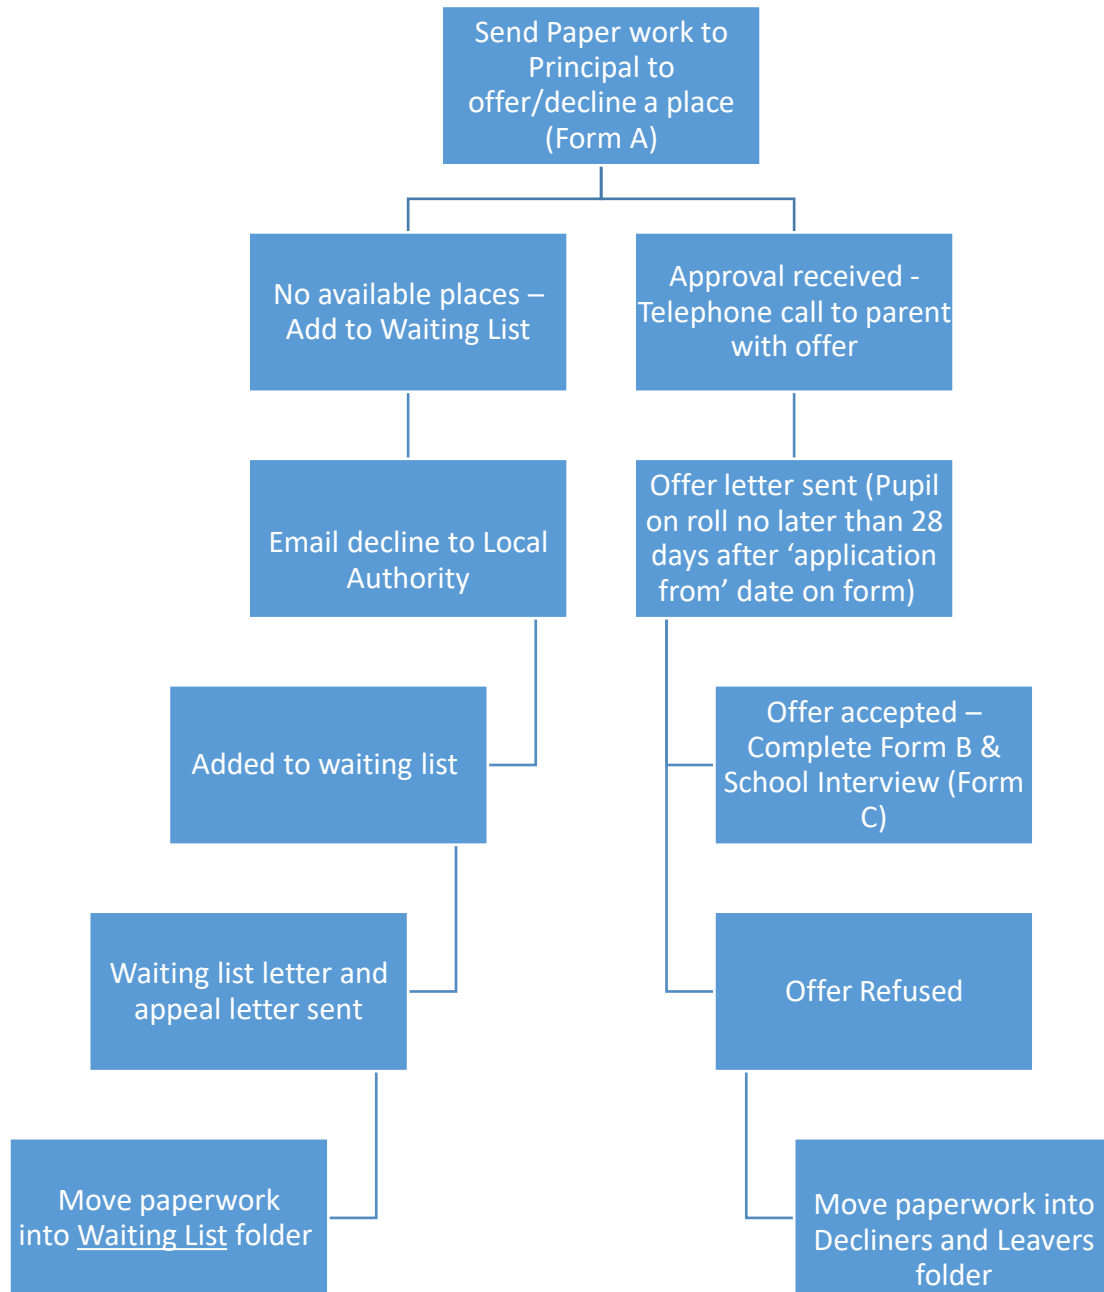 Send Paper work to
Principal to
offer/decline a place
(Form A)
No available places –
Add to Waiting List
Approval received -
Telephone call to parent
with offer
Email decline to Local
Authority
Offer letter sent (Pupil
on roll no later than 28
days after ‘application
from’ date on form)
Added to waiting list
Offer accepted –
Complete Form B &
School Interview (Form
C)
Waiting list letter and
appeal letter sent
Offer Refused
Move paperwork
into Waiting List folder
Move paperwork into
Decliners and Leavers
folder